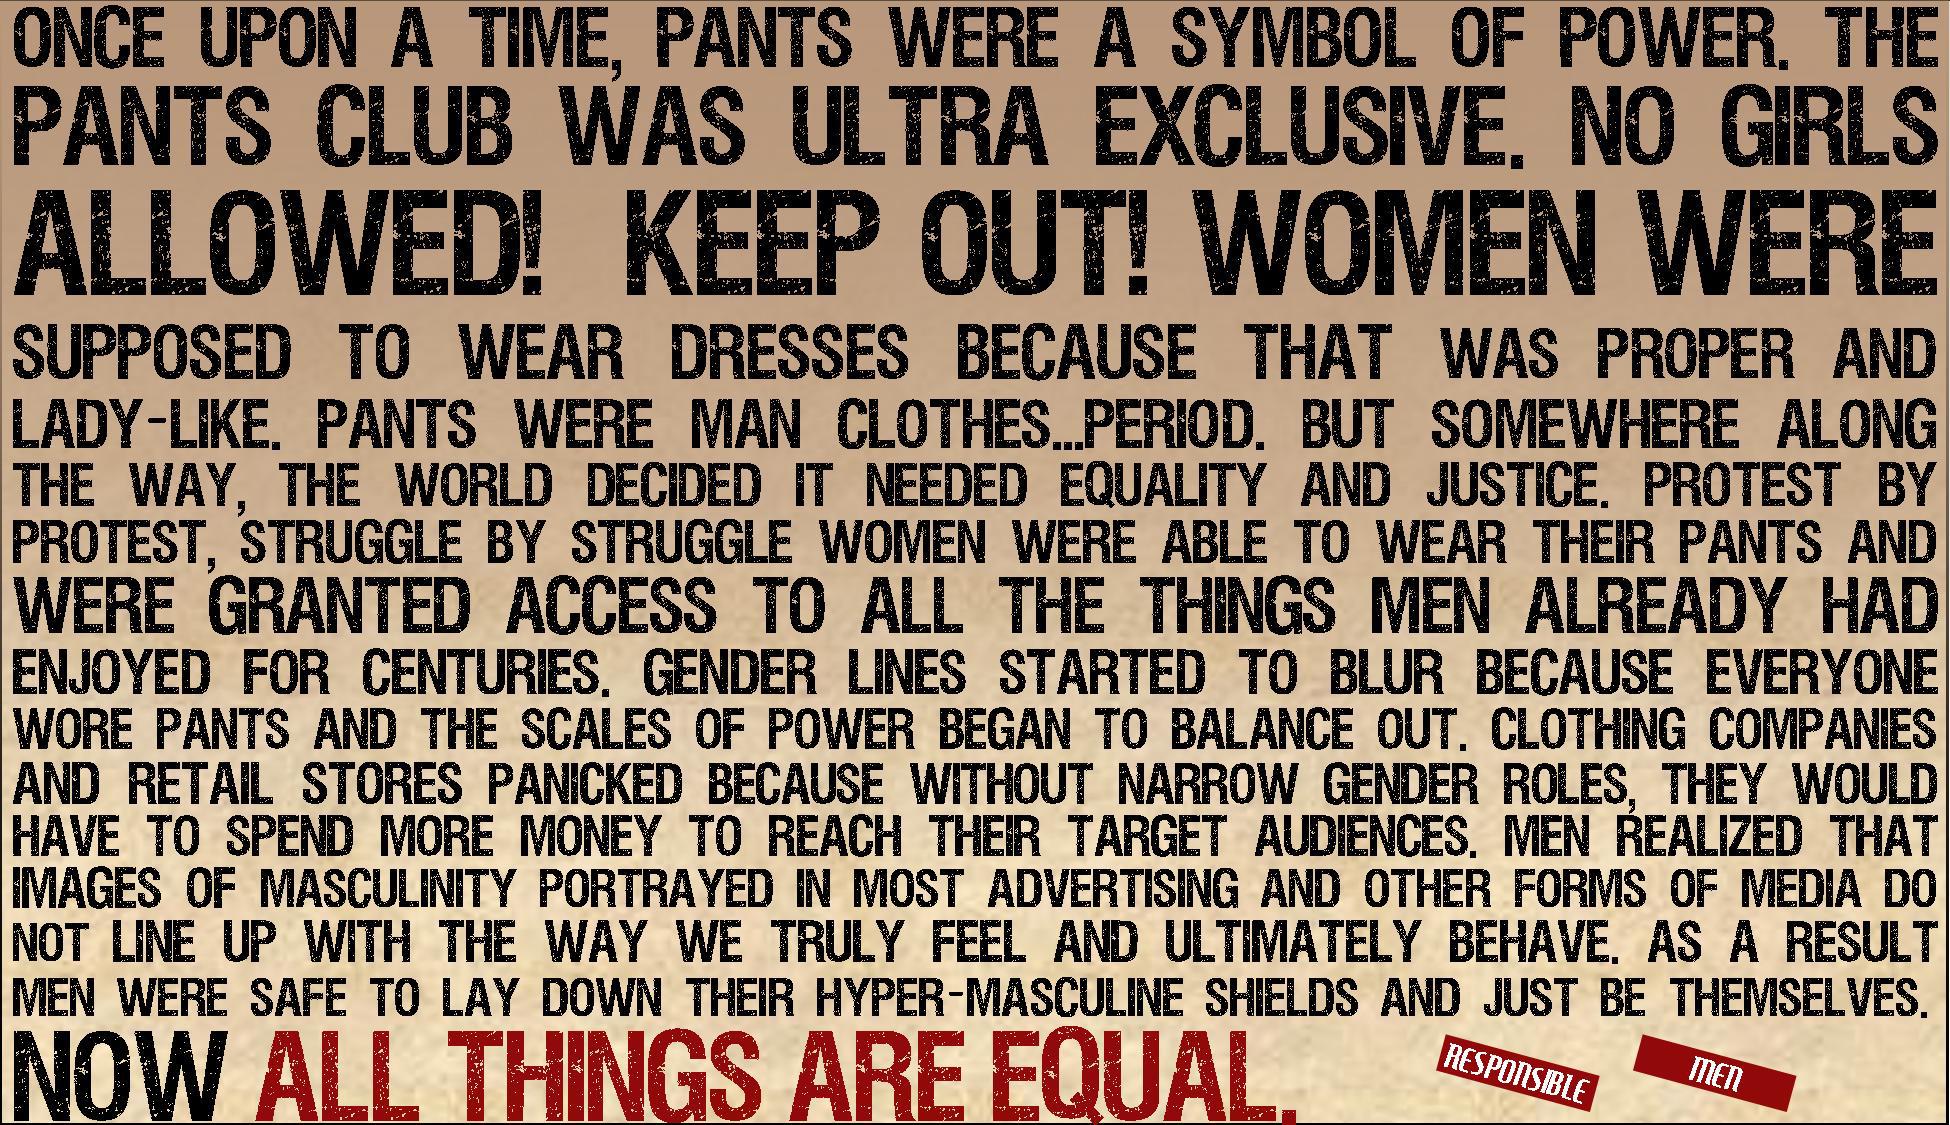 ONCE UPON A TIME, PANTS WERE A SYMBOL OF POWER. THE
PANTS CLUB WAS ULTRA EXCLUSIVE. NO GIRLS
ALLOWED! KEEP OUT! WOMEN WERE
SUPPOSED TO WEAR DRESSES BECAUSE THAT WAS PROPER AND
LADY-LIKE. PANTS WERE MAN CLOTHES...PERIOD. BUT SOMEWHERE ALONG
THE WAY, THE WORLD DECIDED IT NEEDED EQUALITY AND JUSTICE. PROTEST BY
PROTEST, STRUGGLE BY STRUGGLE WOMEN WERE ABLE TO WEAR THEIR PANTS AND
WERE GRANTED ACCESS TO ALL THE THINGS MEN ALREADY HAD
ENJOYED FOR CENTURIES. GENDER LINES STARTED TO BLUR BECAUSE EVERYONE
WORE PANTS AND THE SCALES OF POWER BEGAN TO BALANCE OUT. CLOTHING COMPANIES
AND RETAIL STORES PANICKED BECAUSE WITHOUT NARROW GENDER ROLES, THEY WOULD
HAVE TO SPEND MORE MONEY TO REACH THEIR TARGET AUDIENCES. MEN REALIZED THAT
IMAGES OF MASCULINITY PORTRAYED IN MOST ADVERTISING AND OTHER FORMS OF MEDIA DO
NOT LINE UP WITH THE WAY WE TRULY FEEL AND ULTIMATELY BEHAVE. AS A RESULT
MEN WERE SAFE TO LAY DOWN THEIR HYPER-MASCULINE SHIELDS AND JUST BE THEMSELVES.
NOW ALL THINGS ARE EQUAL.
RESPONSIBLE MEN